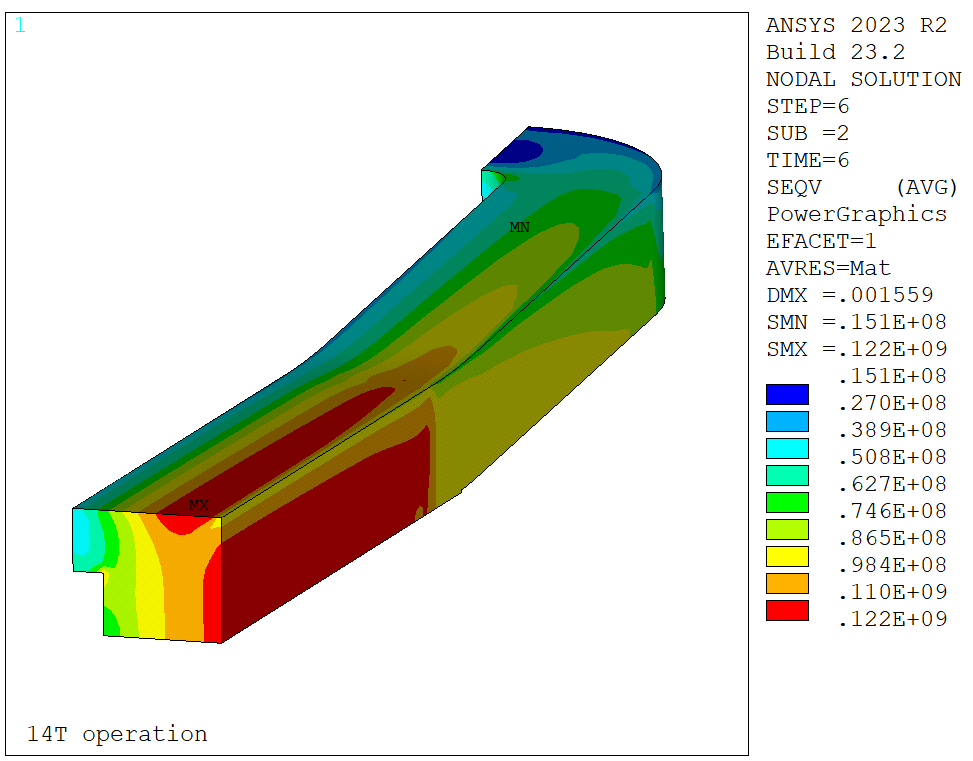 1
ANSYS 2023 R2
Build 23.2
NODAL SOLUTION
STEP=6
SUB =2
TIME=6
SEQV (AVG)
PowerGraphics
EFACET=1
AVRES=Mat
DMX =.001559
SMN =.151E+08
SMX =.122E+09
.151E+08
.270E+08
.389E+08
.508E+08
.627E+08
.746E+08
.865E+08
.984E+08
.110E+09
.122E+09
MN
MX
14T operation